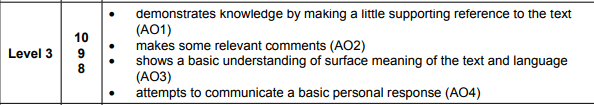 demonstrates knowledge by making a little supporting reference to the text
(AO1)
Level 3
10
9
8
makes some relevant comments (AO2)
shows a basic understanding of surface meaning of the text and language
(AO3)
attempts to communicate a basic personal response (AO4)